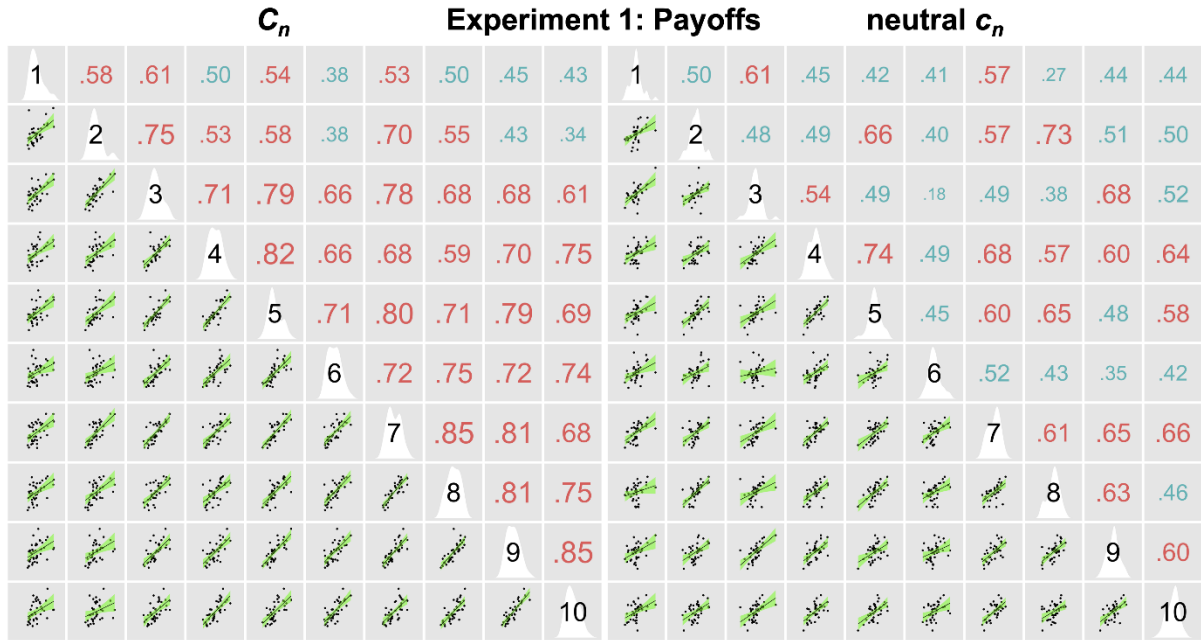 Cn Experiment 1: Payoffs neutral cn
1 .58 .61 .50 .54 .38 .53 .50 .45 .43 1 .50 .61 .45 .42 .41 .57 .27 .44 .44
2 .75 .53 .58 .38 .70 .55 .43 .34 2 .48 .49 .66 .40 .57 .73 .51 .50
3 .71 .79 .66 .78 .68 .68 .61 3 .54 .49 .18 .49 .38 .68 .52
4 .82 .66 .68 .59 .70 .75 4 .74 .49 .68 .57 .60 .64
5 .71 .80 .71 .79 .69 5 .45 .60 .65 .48 .58
6 .72 .75 .72 .74 6 .52 .43 .35 .42
7 .85 .81 .68 7 .61 .65 .66
8 .81 .75 8 .63 .46
9 .85 9 .60
10 10